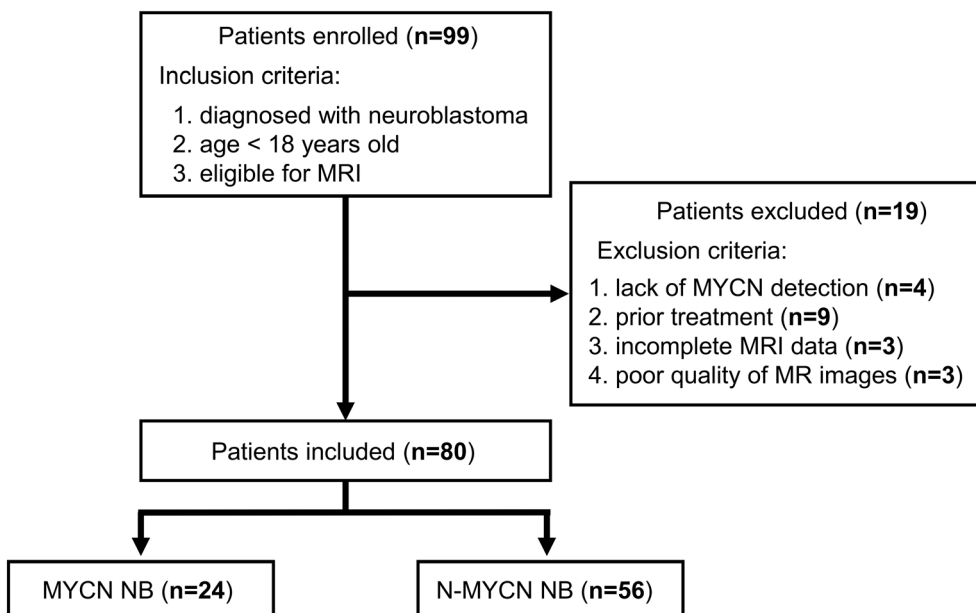 Patients enrolled (n=99)
Inclusion criteria:
1. diagnosed with neuroblastoma
2. age < 18 years old
3. eligible for MRI
Patients excluded (n=19)
Exclusion criteria:
1. lack of MYCN detection (n=4)
2. prior treatment (n=9)
3. incomplete MRI data (n=3)
4. poor quality of MR images (n=3)
Patients included (n=80)
MYCN NB (n=24)
N-MYCN NB (n=56)